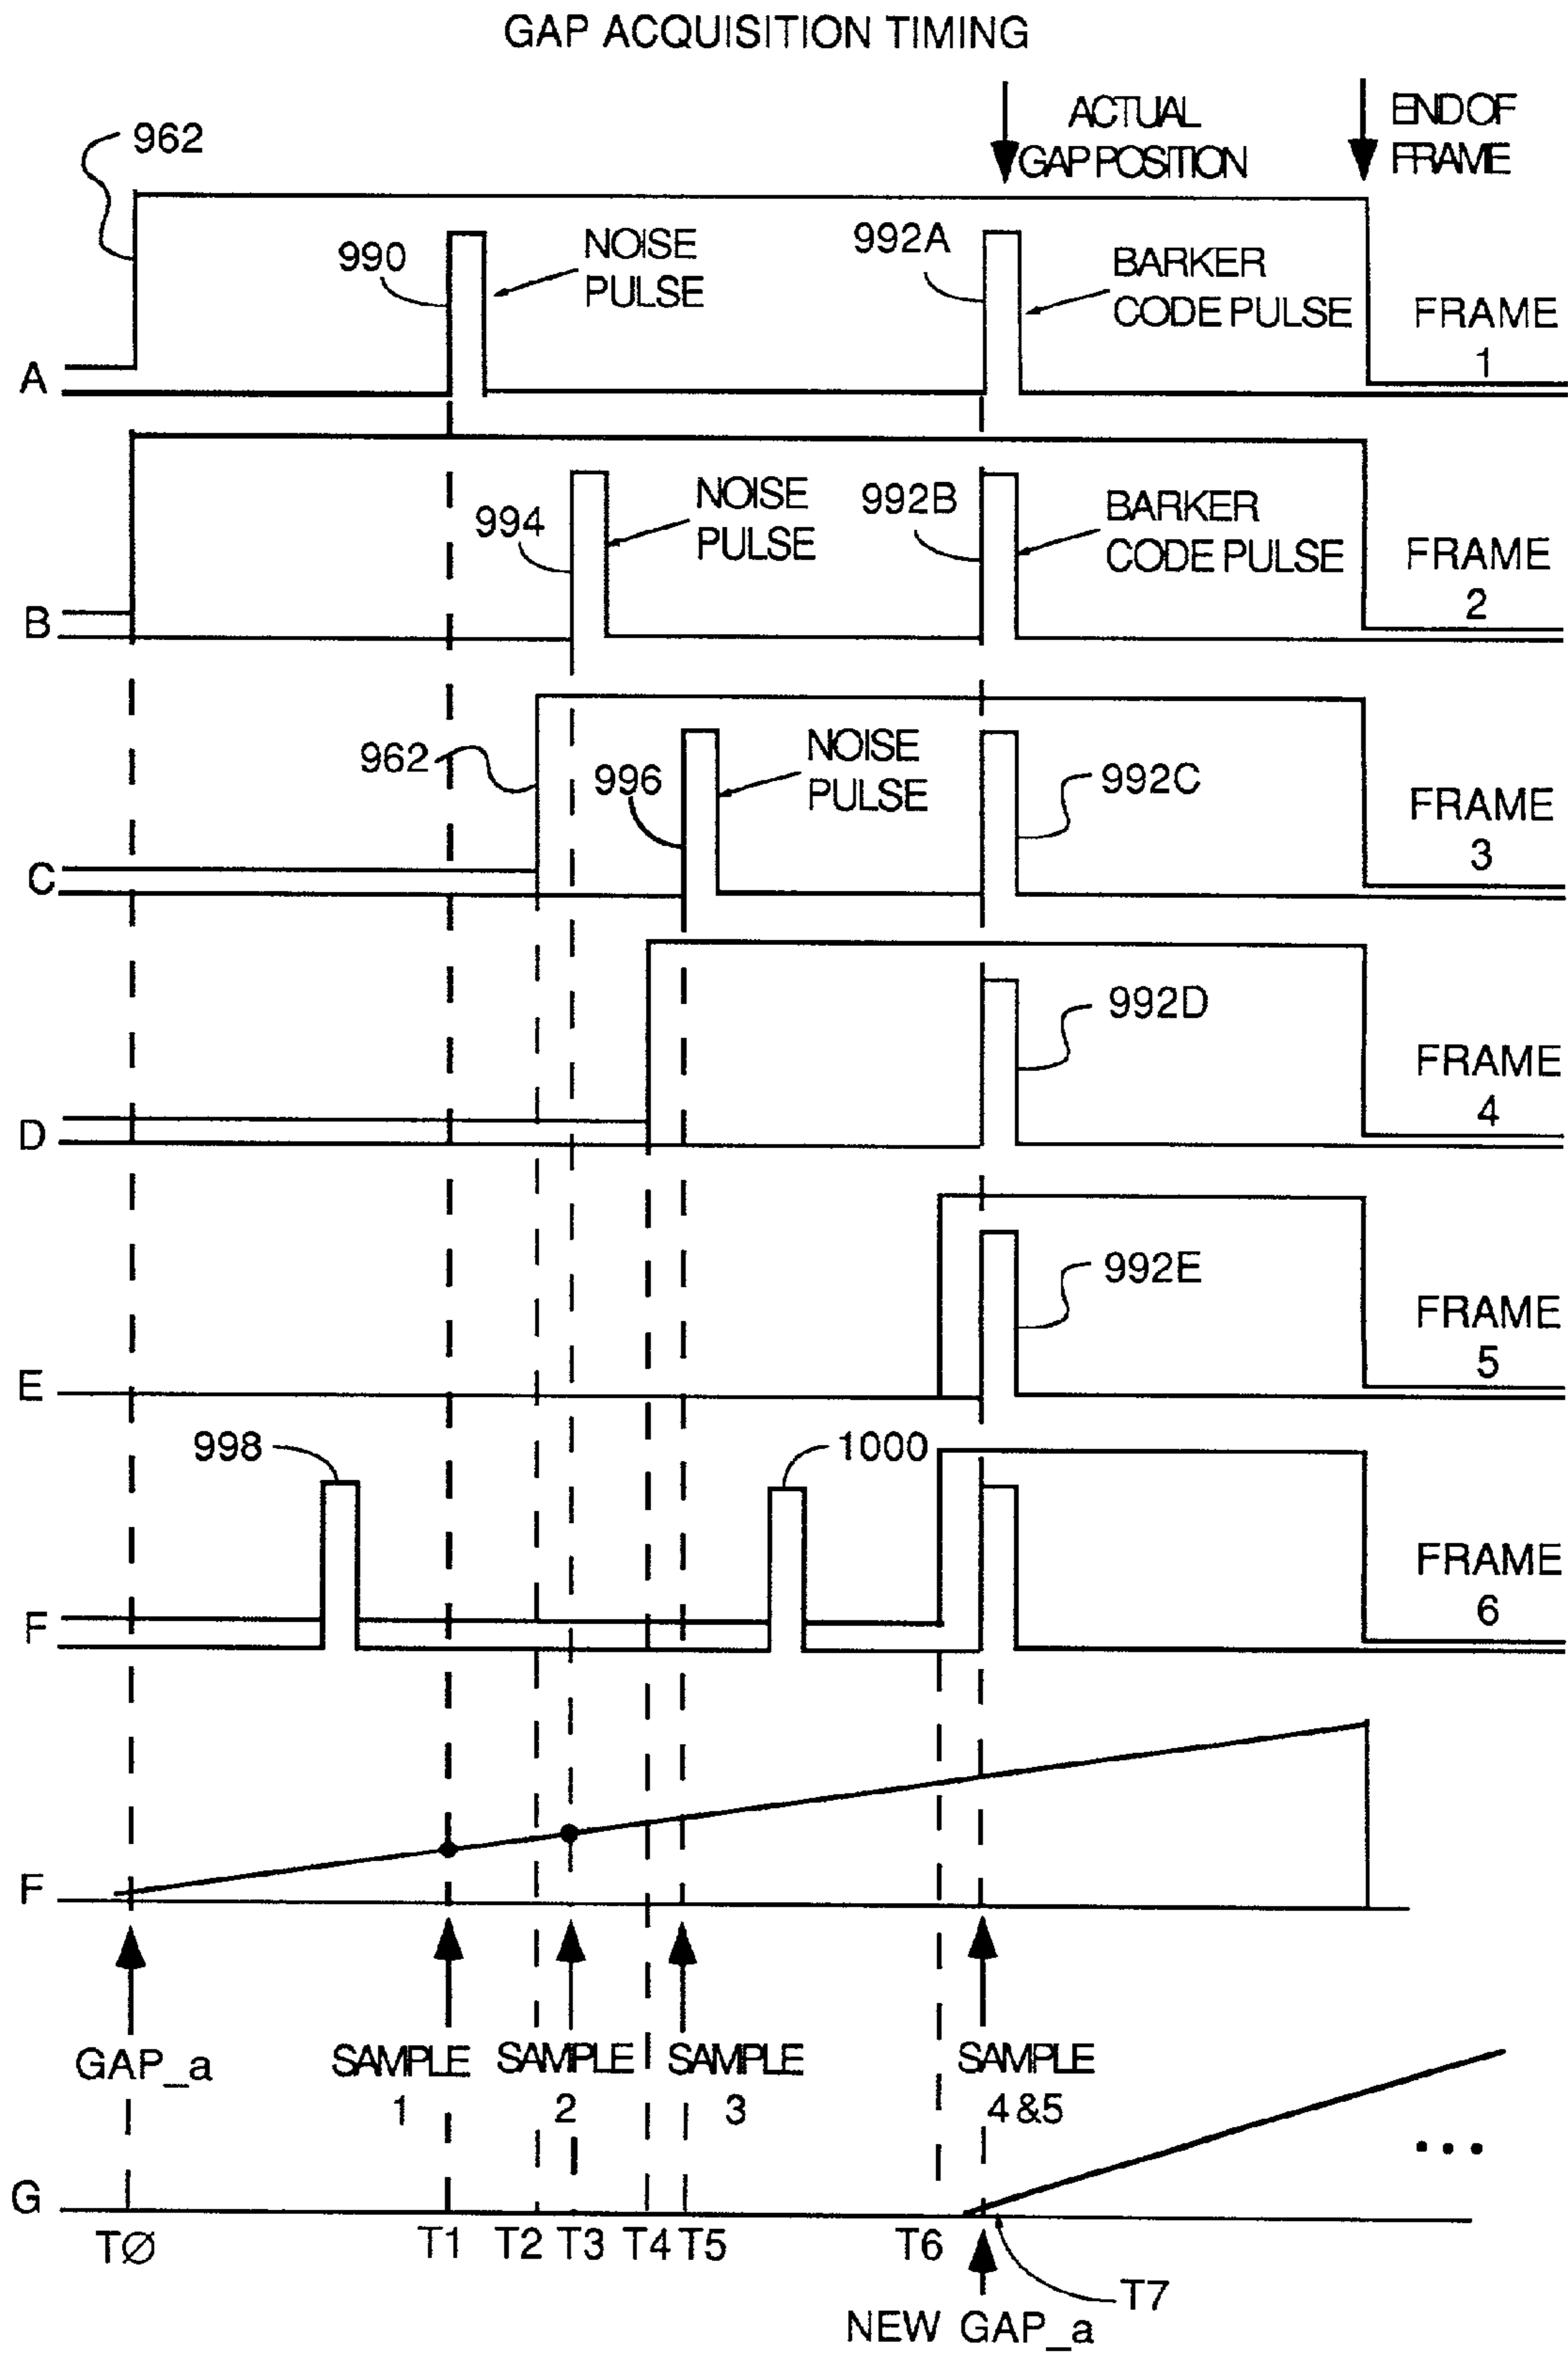 GAP ACQUISITION TIMING
ACTUAL
GAP POSITION
END OF
FRAME
962
990
NOISE
PULSE
992A
BARKER
CODE PULSE
FRAME
1
A
994
NOISE
PULSE
992B
BARKER
CODE PULSE
FRAME
2
B
962
996
NOISE
PULSE
992C
FRAME
3
C
992D
FRAME
4
D
992E
FRAME
5
E
998
1000
FRAME
6
F
F
GAP_a
SAMPLE
1
SAMPLE
2
SAMPLE
3
SAMPLE
4&5
...
G
TØ
T1
T2
T3
T4
T5
T6
T7
NEW GAP_a